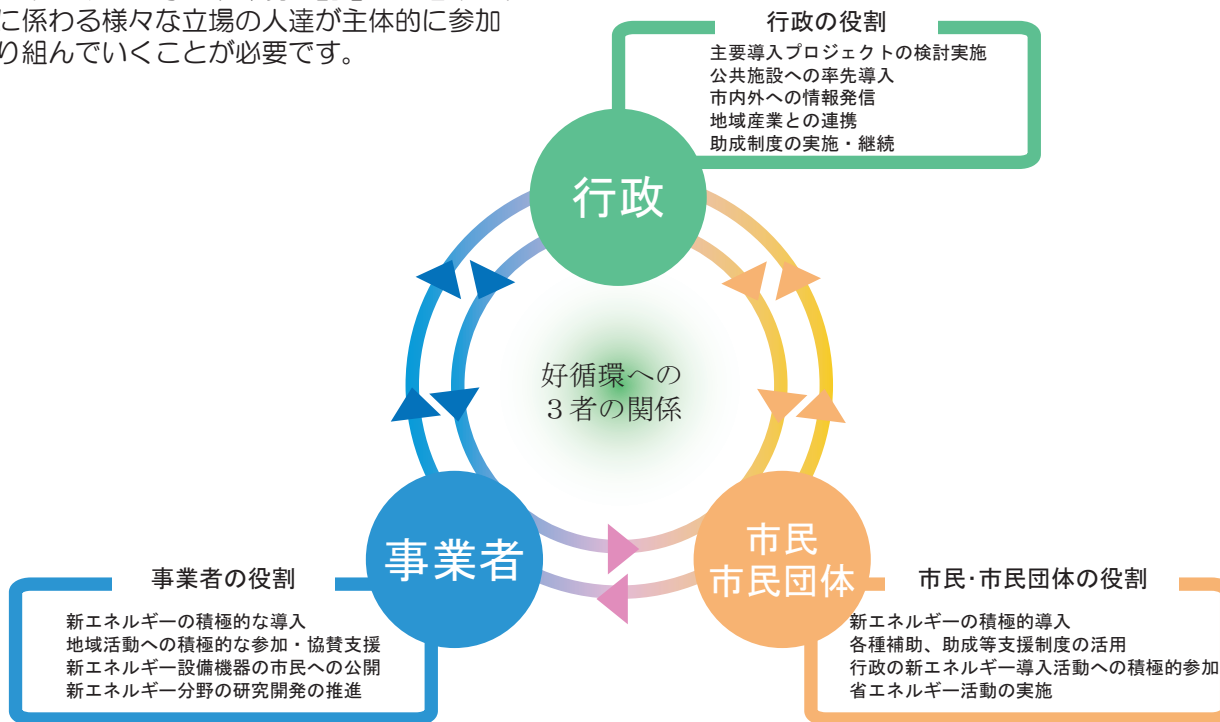 に係わる様々な立場の人達が主体的に参加
り組んでいくことが必要です。
行政の役割
主要導入プロジェクトの検討実施
公共施設への率先導入
市内外への情報発信
地域産業との連携
助成制度の実施・継続
行政
好循環への
３者の関係
事業者
市民
市民団体
事業者の役割
新エネルギーの積極的な導入
地域活動への積極的な参加・協賛支援
新エネルギー設備機器の市民への公開
新エネルギー分野の研究開発の推進
市民･市民団体の役割
新エネルギーの積極的導入
各種補助、助成等支援制度の活用
行政の新エネルギー導入活動への積極的参加
省エネルギー活動の実施